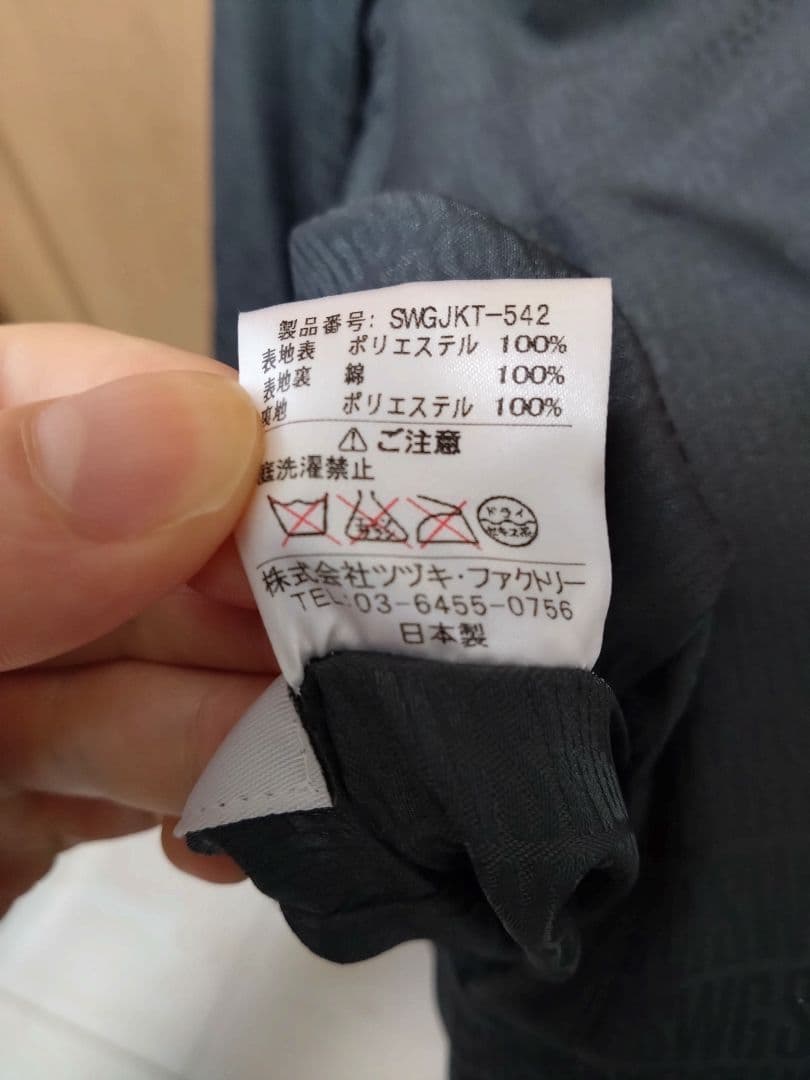 製品番号: SWGJKT-542
表地表 ポリエステル 100%
表地裏 綿 100%
裏地 ポリエステル 100%
⚠ご注意
庭洗濯禁止
ドライ
セキユ系
株式会社ツヅキ・ファクトリー
TEL:03-6455-0756
日本製
WGS